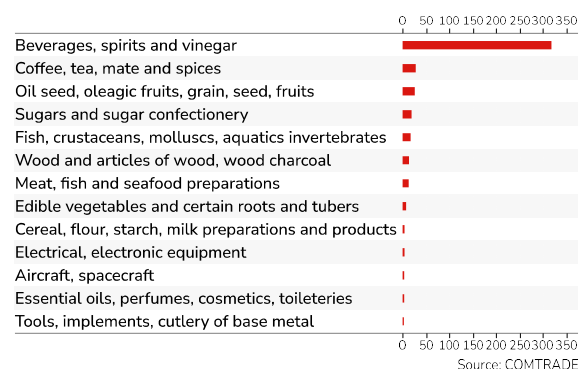 0 50 100 150 200 250 300 350
Beverages, spirits and vinegar
Coffee, tea, mate and spices
Oil seed, oleagic fruits, grain, seed, fruits
Sugars and sugar confectionery
Fish, crustaceans, molluscs, aquatics invertebrates
Wood and articles of wood, wood charcoal
Meat, fish and seafood preparations
Edible vegetables and certain roots and tubers
Cereal, flour, starch, milk preparations and products
Electrical, electronic equipment
Aircraft, spacecraft
Essential oils, perfumes, cosmetics, toileteries
Tools, implements, cutlery of base metal
0 50 100 150 200 250 300 350
Source: COMTRADE